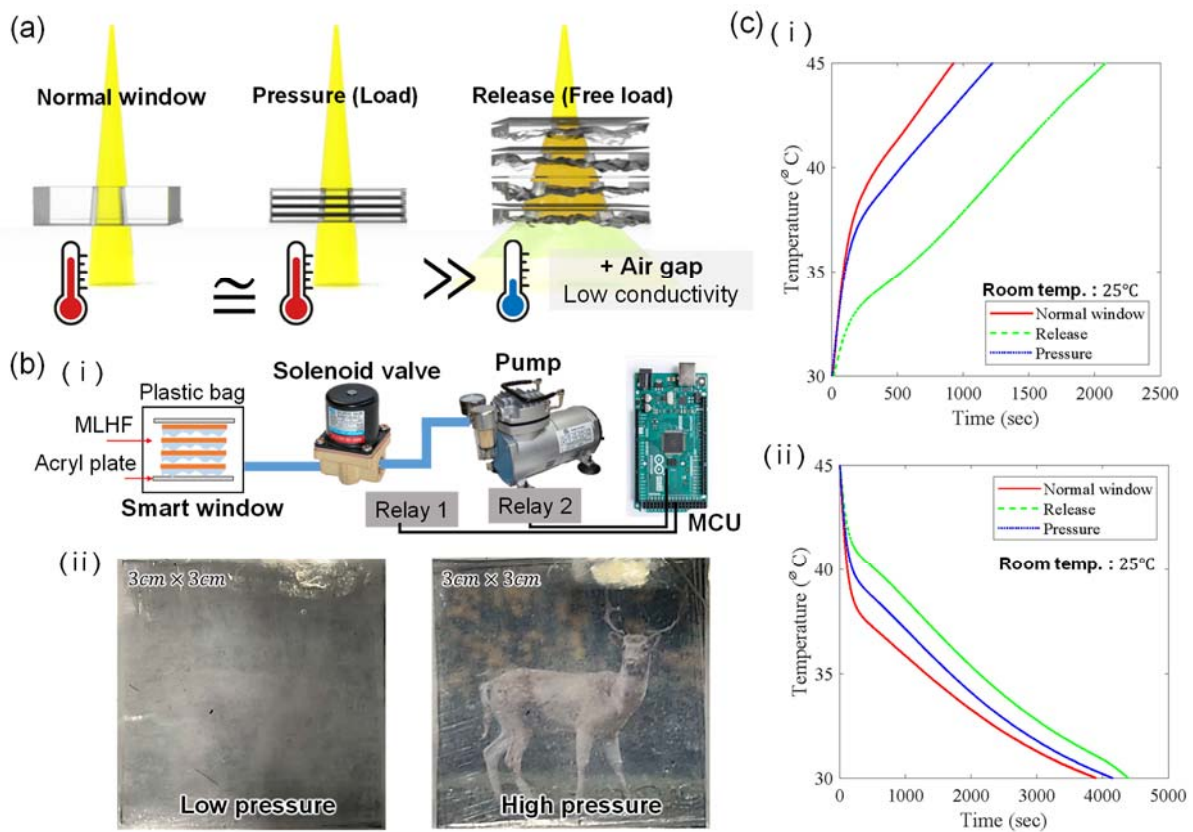 (a)
Normal window
Pressure (Load)
Release (Free load)
≅
>>
+ Air gap
Low conductivity
(b)
(i)
Plastic bag
MLHF
Acryl plate
Smart window
Solenoid valve
Pump
Relay 1
Relay 2
MCU
(ii)
3cm × 3cm
Low pressure
3cm × 3cm
High pressure
(c)
(i)
Temperature (° C)
45
40
35
30
0 500 1000 1500 2000 2500
Time (sec)
Room temp. : 25℃
Normal window
Release
Pressure
(ii)
Temperature (° C)
45
40
35
30
0 1000 2000 3000 4000 5000
Time (sec)
Normal window
Release
Pressure
Room temp. : 25℃